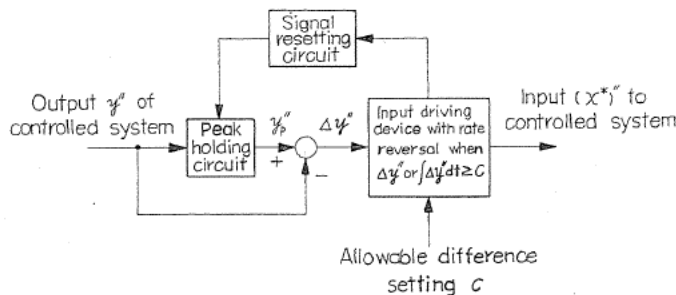 Signal
resetting
circuit
Output y" of
controlled system
Peak
holding
circuit
y"ₚ
+
−
Δy"
Input driving
device with rate
reversal when
Δy" or ∫Δy"dt ≥ C
Input (x*)" to
controlled system
Allowable difference
setting C